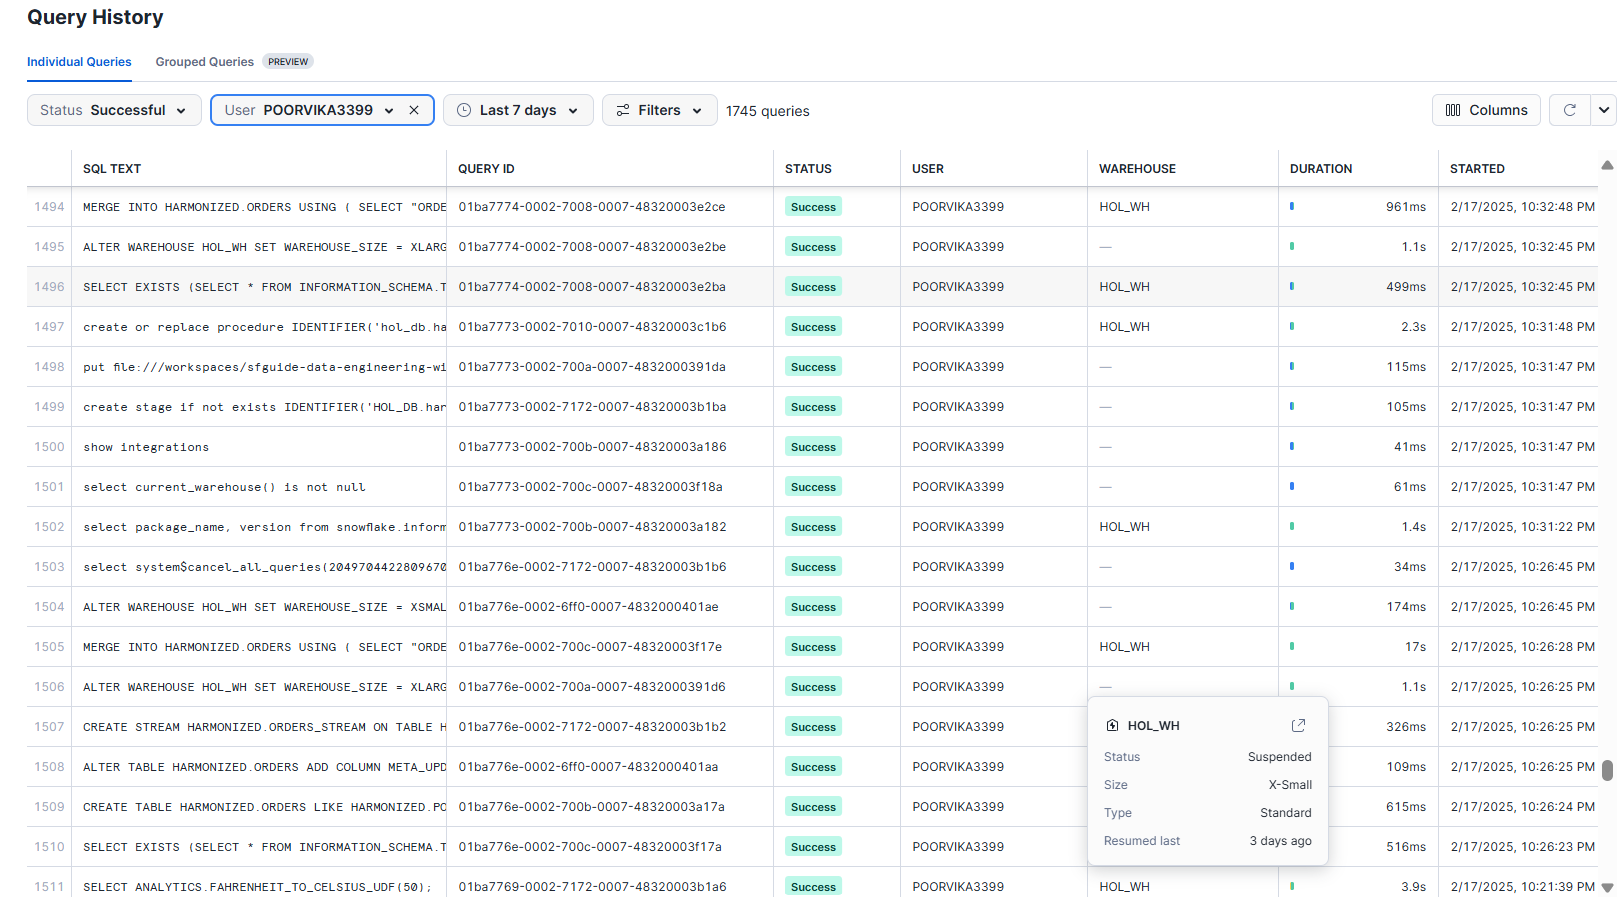 Query History
Individual Queries Grouped Queries PREVIEW
Status Successful User POORVIKA3399 Last 7 days Filters 1745 queries Columns
SQL TEXT QUERY ID STATUS USER WAREHOUSE DURATION STARTED
1494 MERGE INTO HARMONIZED.ORDERS USING ( SELECT "ORDE 01ba7774-0002-7008-0007-48320003e2ce Success POORVIKA3399 HOL_WH 961ms 2/17/2025, 10:32:48 PM
1495 ALTER WAREHOUSE HOL_WH SET WAREHOUSE_SIZE = XLARG 01ba7774-0002-7008-0007-48320003e2be Success POORVIKA3399 — 1.1s 2/17/2025, 10:32:45 PM
1496 SELECT EXISTS (SELECT * FROM INFORMATION_SCHEMA.T 01ba7774-0002-7008-0007-48320003e2ba Success POORVIKA3399 HOL_WH 499ms 2/17/2025, 10:32:45 PM
1497 create or replace procedure IDENTIFIER('hol_db.ha 01ba7773-0002-7010-0007-48320003c1b6 Success POORVIKA3399 HOL_WH 2.3s 2/17/2025, 10:31:48 PM
1498 put file:///workspaces/sfguide-data-engineering-wi 01ba7773-0002-700a-0007-4832000391da Success POORVIKA3399 — 115ms 2/17/2025, 10:31:47 PM
1499 create stage if not exists IDENTIFIER('HOL_DB.har 01ba7773-0002-7172-0007-48320003b1ba Success POORVIKA3399 — 105ms 2/17/2025, 10:31:47 PM
1500 show integrations 01ba7773-0002-700b-0007-48320003a186 Success POORVIKA3399 — 41ms 2/17/2025, 10:31:47 PM
1501 select current_warehouse() is not null 01ba7773-0002-700c-0007-48320003f18a Success POORVIKA3399 — 61ms 2/17/2025, 10:31:47 PM
1502 select package_name, version from snowflake.inform 01ba7773-0002-700b-0007-48320003a182 Success POORVIKA3399 HOL_WH 1.4s 2/17/2025, 10:31:22 PM
1503 select system$cancel_all_queries(2049704422809670 01ba776e-0002-7172-0007-48320003b1b6 Success POORVIKA3399 — 34ms 2/17/2025, 10:26:45 PM
1504 ALTER WAREHOUSE HOL_WH SET WAREHOUSE_SIZE = XSMAL 01ba776e-0002-6ff0-0007-4832000401ae Success POORVIKA3399 — 174ms 2/17/2025, 10:26:45 PM
1505 MERGE INTO HARMONIZED.ORDERS USING ( SELECT "ORDE 01ba776e-0002-700c-0007-48320003f17e Success POORVIKA3399 HOL_WH 17s 2/17/2025, 10:26:28 PM
1506 ALTER WAREHOUSE HOL_WH SET WAREHOUSE_SIZE = XLARG 01ba776e-0002-700a-0007-4832000391d6 Success POORVIKA3399 — 1.1s 2/17/2025, 10:26:25 PM
1507 CREATE STREAM HARMONIZED.ORDERS_STREAM ON TABLE H 01ba776e-0002-7172-0007-48320003b1b2 Success POORVIKA3399 326ms 2/17/2025, 10:26:25 PM
1508 ALTER TABLE HARMONIZED.ORDERS ADD COLUMN META_UPD 01ba776e-0002-6ff0-0007-4832000401aa Success POORVIKA3399 109ms 2/17/2025, 10:26:25 PM
1509 CREATE TABLE HARMONIZED.ORDERS LIKE HARMONIZED.PO 01ba776e-0002-700b-0007-48320003a17a Success POORVIKA3399 615ms 2/17/2025, 10:26:24 PM
1510 SELECT EXISTS (SELECT * FROM INFORMATION_SCHEMA.T 01ba776e-0002-700c-0007-48320003f17a Success POORVIKA3399 516ms 2/17/2025, 10:26:23 PM
1511 SELECT ANALYTICS.FAHRENHEIT_TO_CELSIUS_UDF(50); 01ba7769-0002-7172-0007-48320003b1a6 Success POORVIKA3399 HOL_WH 3.9s 2/17/2025, 10:21:39 PM
HOL_WH
Status Suspended
Size X-Small
Type Standard
Resumed last 3 days ago